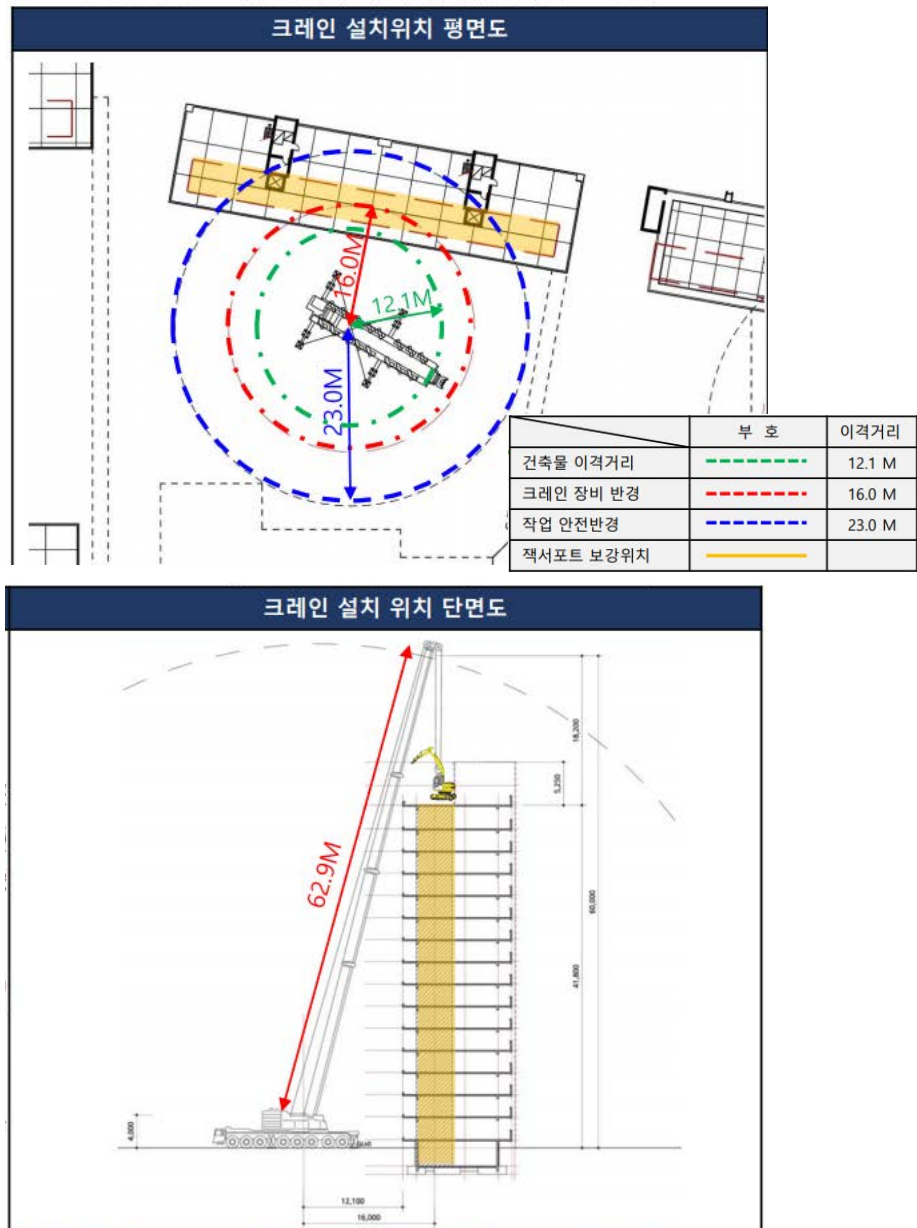 크레인 설치위치 평면도
16.0M
12.1M
23.0M
부 호
이격거리
건축물 이격거리
12.1 M
크레인 장비 반경
16.0 M
작업 안전반경
23.0 M
잭서포트 보강위치
크레인 설치 위치 단면도
62.9M
18,200
5,250
60,000
41,800
4,000
12,100
16,000